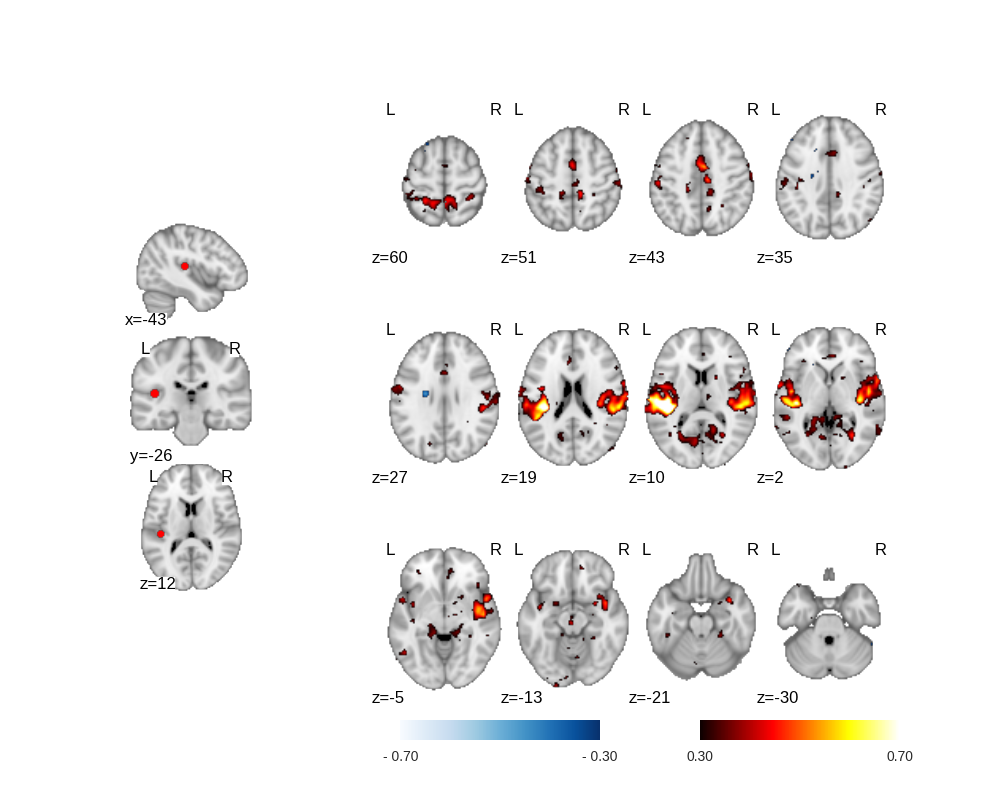 L R L R L R L R
z=60 z=51 z=43 z=35
x=-43
L R L R L R L R
L R
z=27 z=19 z=10 z=2
y=-26
L R
L R L R L R L R
z=12
z=-5 z=-13 z=-21 z=-30
- 0.70 - 0.30 0.30 0.70